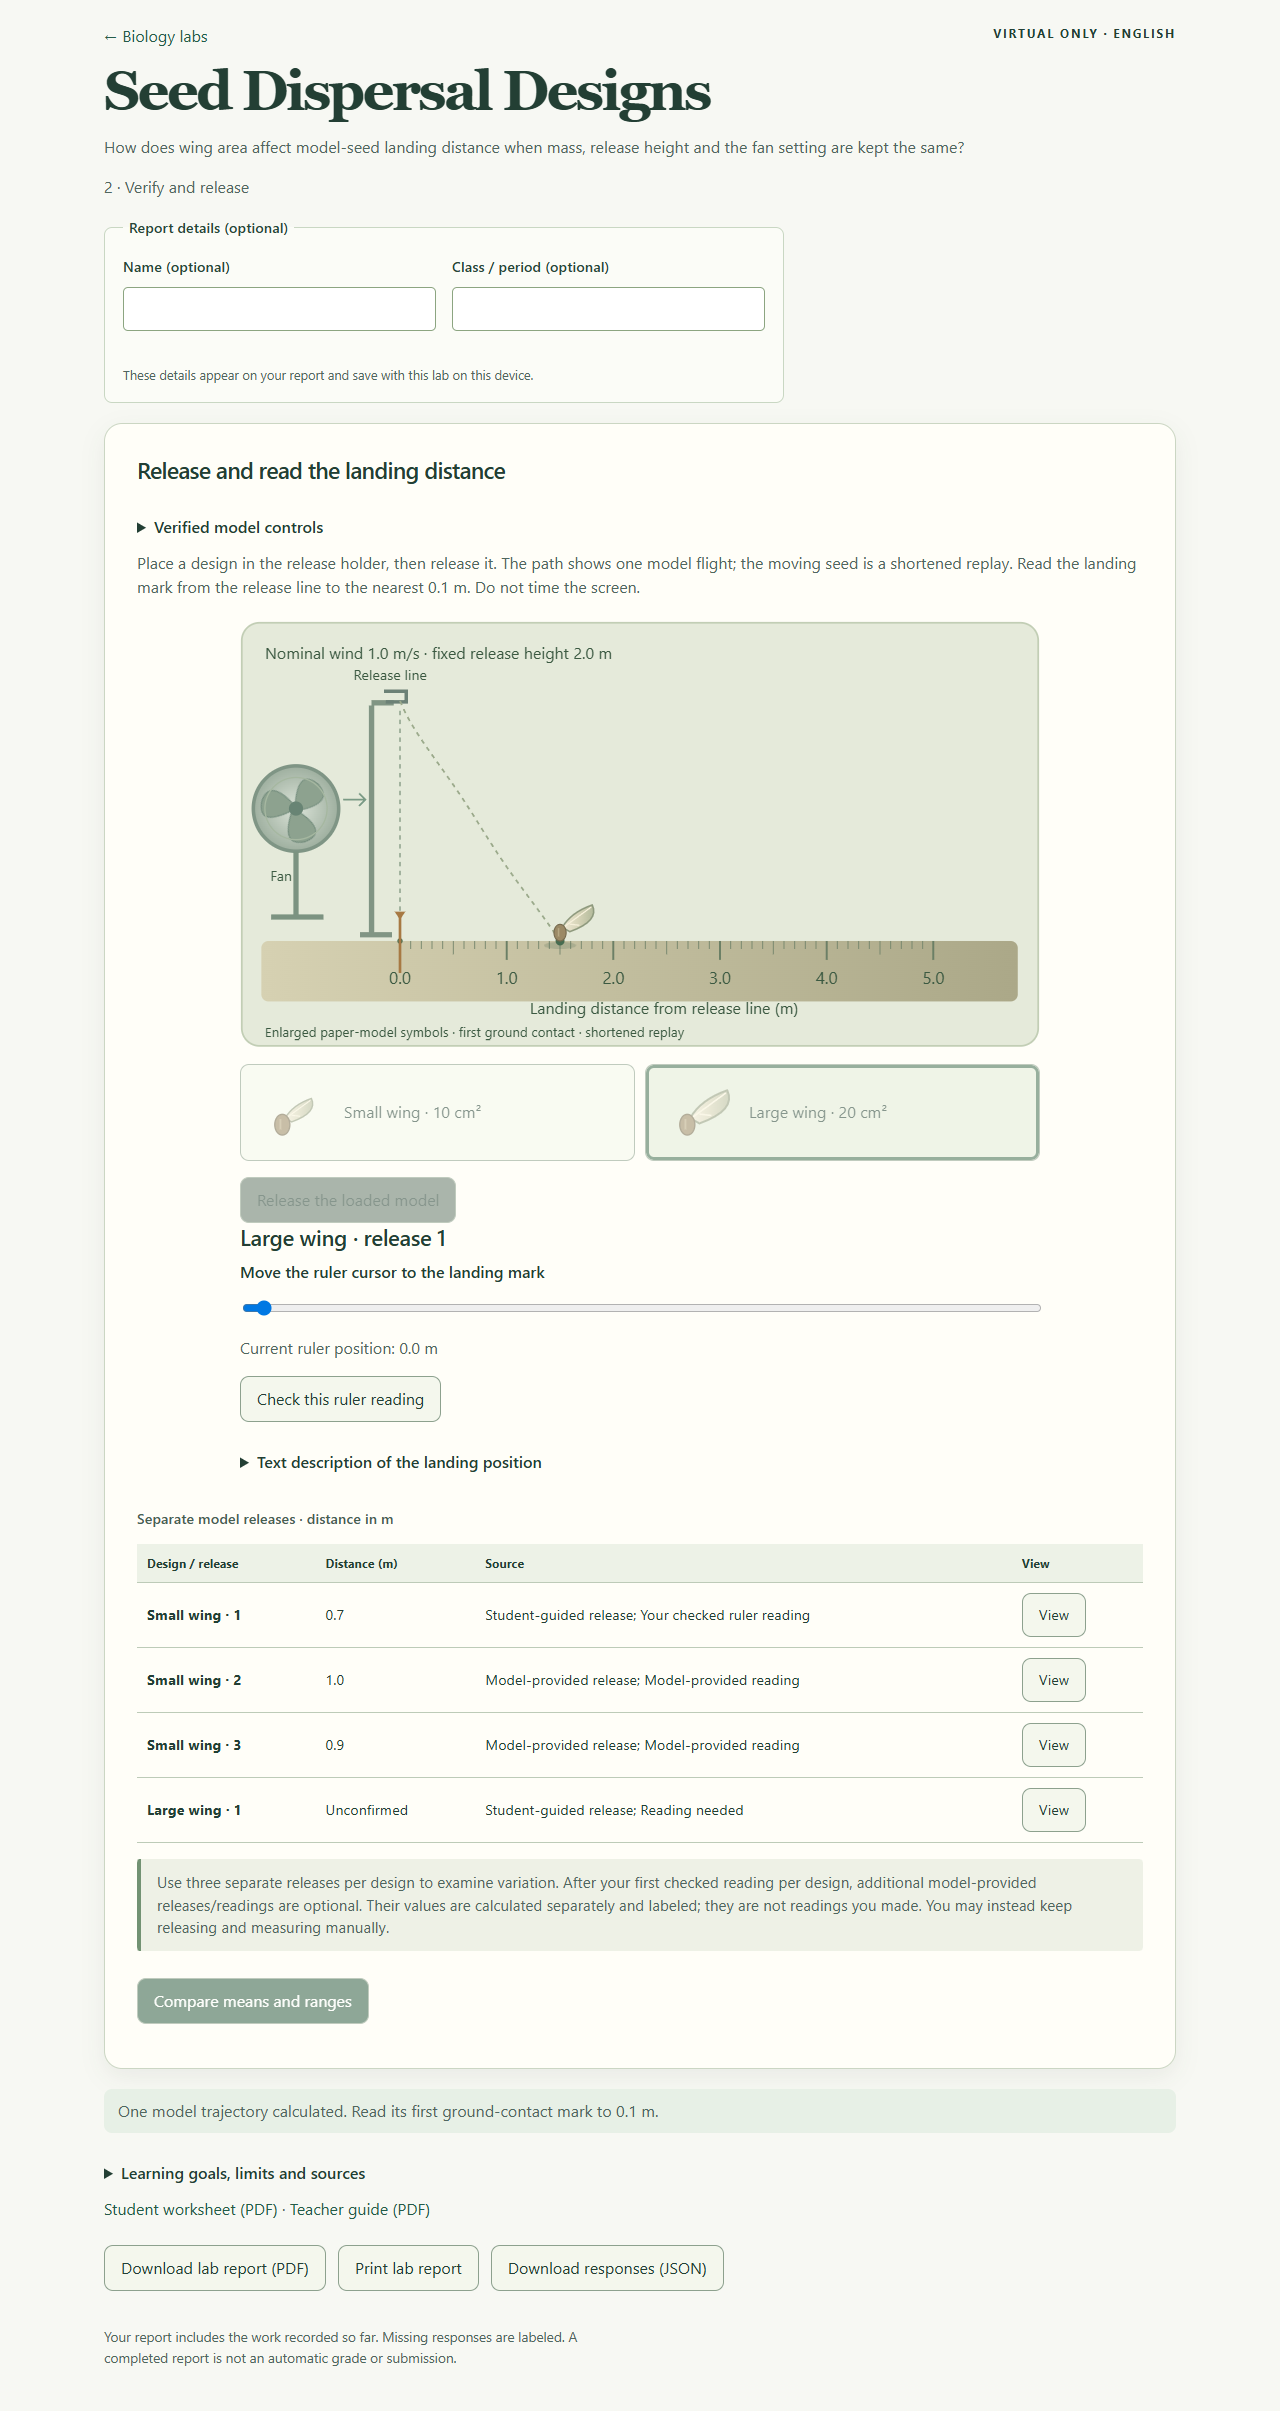 ← Biology labs
VIRTUAL ONLY · ENGLISH
Seed Dispersal Designs
How does wing area affect model-seed landing distance when mass, release height and the fan setting are kept the same?
2 · Verify and release
Report details (optional)
Name (optional)
Class / period (optional)
These details appear on your report and save with this lab on this device.
Release and read the landing distance
Verified model controls
Place a design in the release holder, then release it. The path shows one model flight; the moving seed is a shortened replay. Read the landing
mark from the release line to the nearest 0.1 m. Do not time the screen.
Nominal wind 1.0 m/s · fixed release height 2.0 m
Release line
Fan
0.0 1.0 2.0 3.0 4.0 5.0
Landing distance from release line (m)
Enlarged paper-model symbols · first ground contact · shortened replay
Small wing · 10 cm²
Large wing · 20 cm²
Release the loaded model
Large wing · release 1
Move the ruler cursor to the landing mark
Current ruler position: 0.0 m
Check this ruler reading
Text description of the landing position
Separate model releases · distance in m
Design / release Distance (m) Source View
Small wing · 1 0.7 Student-guided release; Your checked ruler reading View
Small wing · 2 1.0 Model-provided release; Model-provided reading View
Small wing · 3 0.9 Model-provided release; Model-provided reading View
Large wing · 1 Unconfirmed Student-guided release; Reading needed View
Use three separate releases per design to examine variation. After your first checked reading per design, additional model-provided
releases/readings are optional. Their values are calculated separately and labeled; they are not readings you made. You may instead keep
releasing and measuring manually.
Compare means and ranges
One model trajectory calculated. Read its first ground-contact mark to 0.1 m.
Learning goals, limits and sources
Student worksheet (PDF) · Teacher guide (PDF)
Download lab report (PDF)
Print lab report
Download responses (JSON)
Your report includes the work recorded so far. Missing responses are labeled. A
completed report is not an automatic grade or submission.